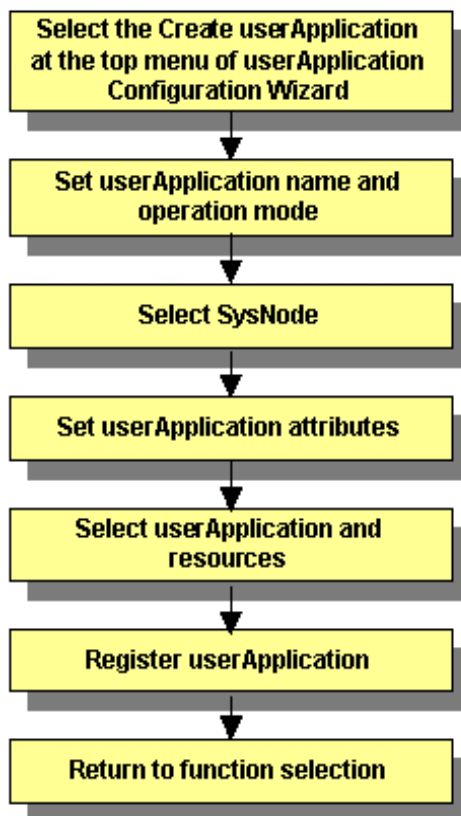 Select the Create userApplication
at the top menu of userApplication
Configuration Wizard
Set userApplication name and
operation mode
Select SysNode
Set userApplication attributes
Select userApplication and
resources
Register userApplication
Return to function selection